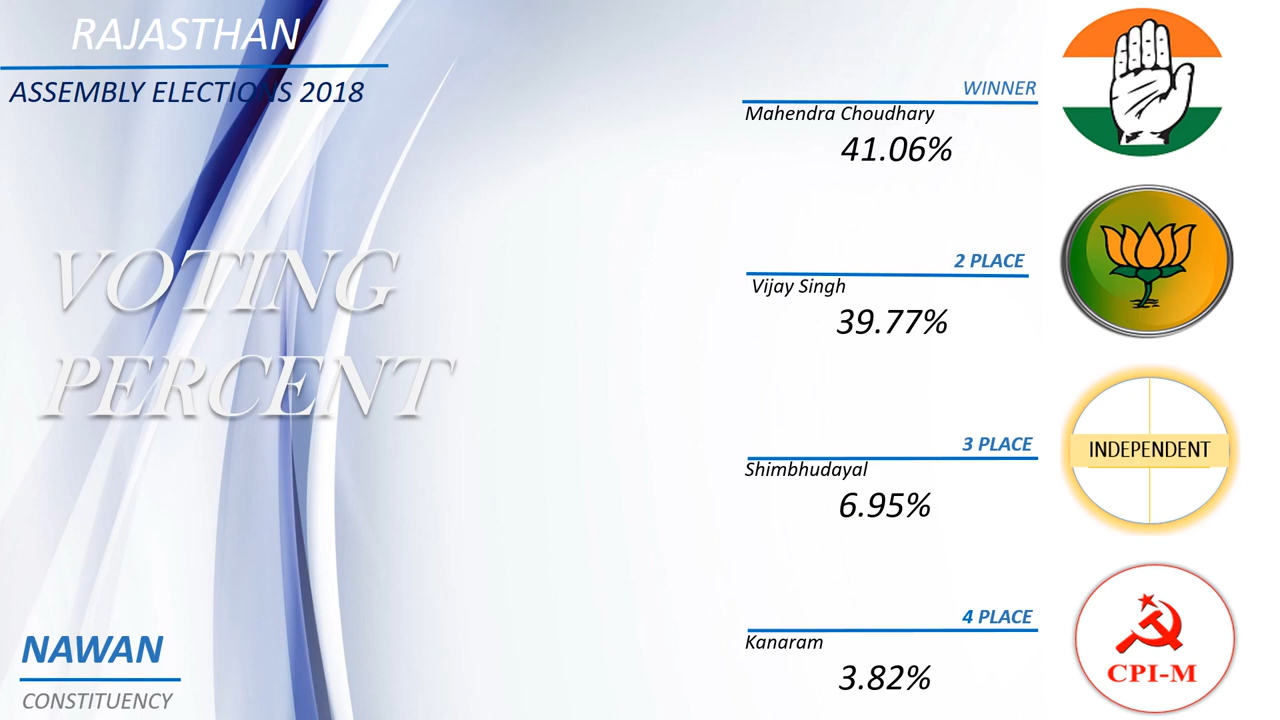 RAJASTHAN
ASSEMBLY ELECTIONS 2018
VOTING
PERCENT
NAWAN
CONSTITUENCY
WINNER
Mahendra Choudhary
41.06%
2 PLACE
Vijay Singh
39.77%
3 PLACE
Shimbhudayal
6.95%
INDEPENDENT
4 PLACE
Kanaram
3.82%
CPI-M